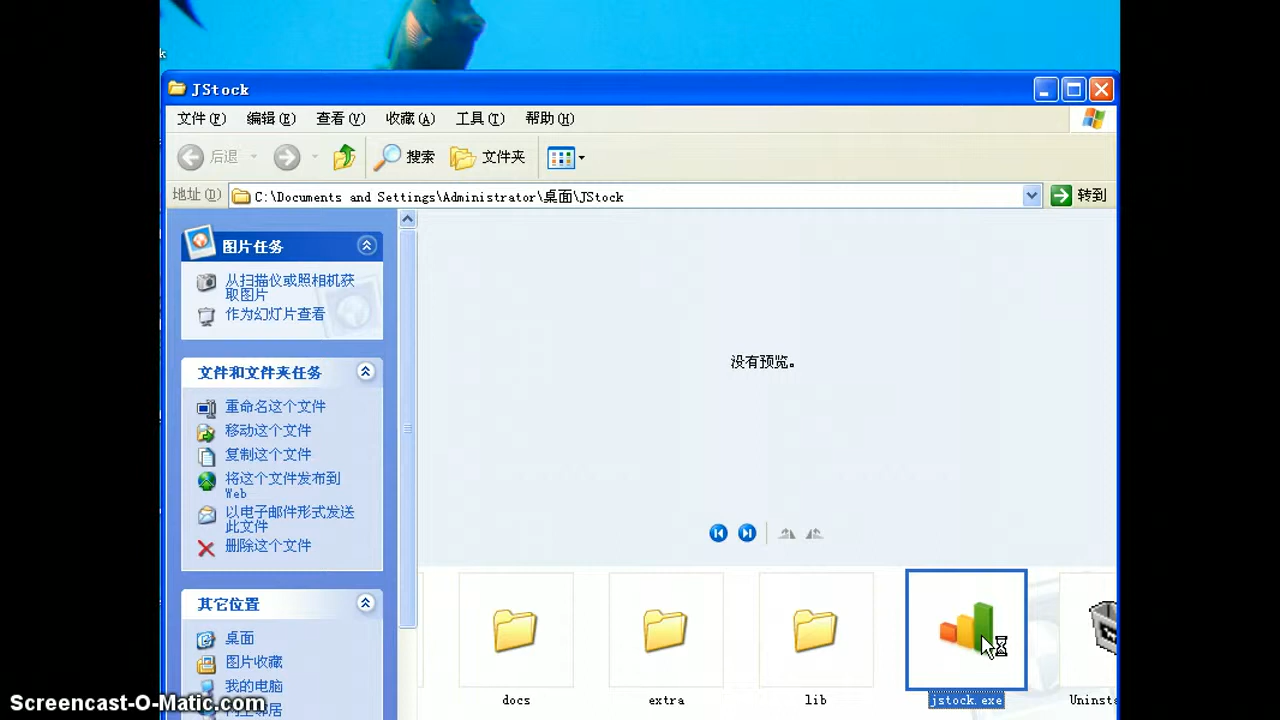 k
JStock
文件(F) 编辑(E) 查看(V) 收藏(A) 工具(T) 帮助(H)
后退 搜索 文件夹
地址(D) C:\Documents and Settings\Administrator\桌面\JStock 转到
图片任务
从扫描仪或照相机获
取图片
作为幻灯片查看
文件和文件夹任务
重命名这个文件
移动这个文件
复制这个文件
将这个文件发布到
Web
以电子邮件形式发送
此文件
删除这个文件
其它位置
桌面
图片收藏
我的电脑
网上邻居
没有预览。
docs extra lib jstock.exe Uninst
Screencast-O-Matic.com